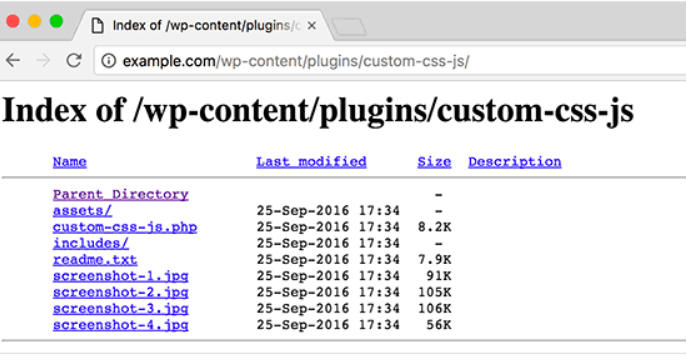 Index of /wp-content/plugins/c
example.com/wp-content/plugins/custom-css-js/
Index of /wp-content/plugins/custom-css-js
Name Last modified Size Description
Parent Directory -
assets/ 25-Sep-2016 17:34 -
custom-css-js.php 25-Sep-2016 17:34 8.2K
includes/ 25-Sep-2016 17:34 -
readme.txt 25-Sep-2016 17:34 7.9K
screenshot-1.jpg 25-Sep-2016 17:34 91K
screenshot-2.jpg 25-Sep-2016 17:34 105K
screenshot-3.jpg 25-Sep-2016 17:34 106K
screenshot-4.jpg 25-Sep-2016 17:34 56K